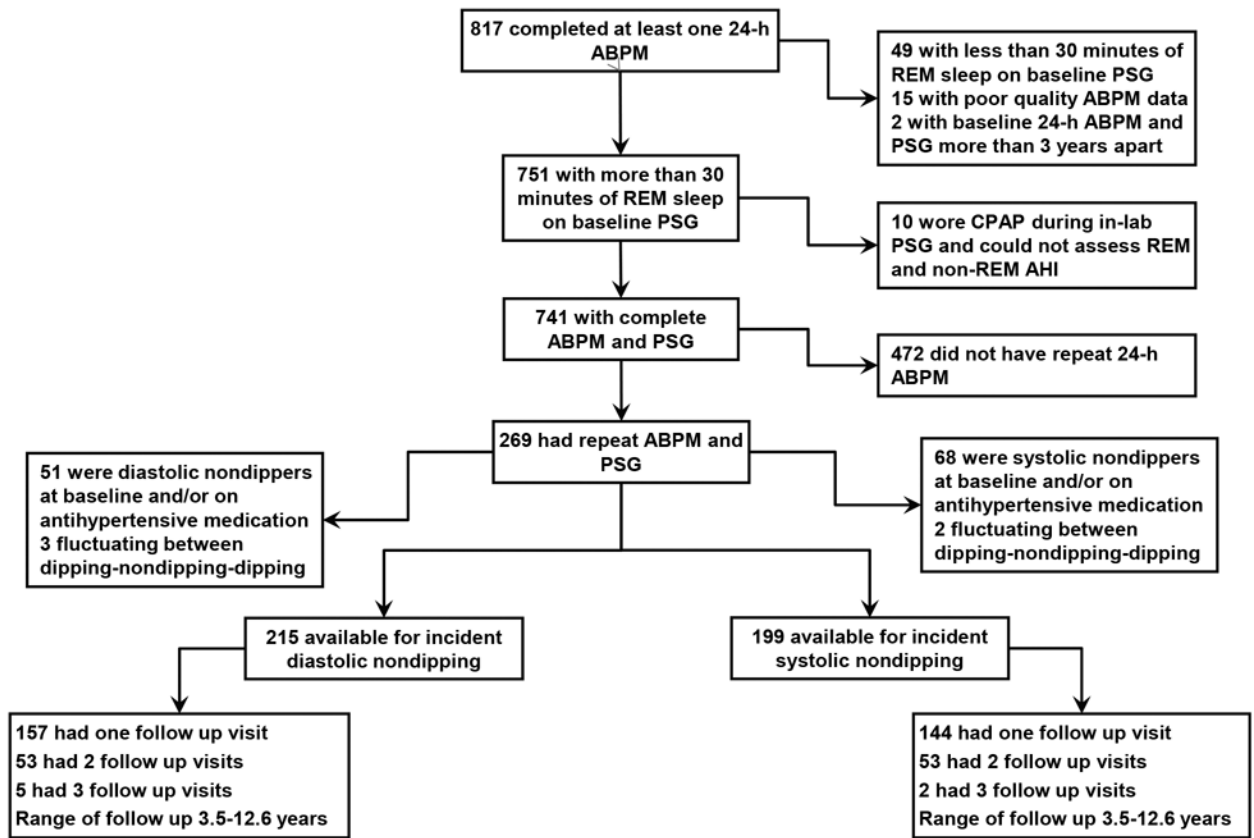 817 completed at least one 24-h
ABPM
49 with less than 30 minutes of
REM sleep on baseline PSG
15 with poor quality ABPM data
2 with baseline 24-h ABPM and
PSG more than 3 years apart
751 with more than 30
minutes of REM sleep
on baseline PSG
10 wore CPAP during in-lab
PSG and could not assess REM
and non-REM AHI
741 with complete
ABPM and PSG
472 did not have repeat 24-h
ABPM
269 had repeat ABPM and
PSG
51 were diastolic nondippers
at baseline and/or on
antihypertensive medication
3 fluctuating between
dipping-nondipping-dipping
68 were systolic nondippers
at baseline and/or on
antihypertensive medication
2 fluctuating between
dipping-nondipping-dipping
215 available for incident
diastolic nondipping
199 available for incident
systolic nondipping
157 had one follow up visit
53 had 2 follow up visits
5 had 3 follow up visits
Range of follow up 3.5-12.6 years
144 had one follow up visit
53 had 2 follow up visits
2 had 3 follow up visits
Range of follow up 3.5-12.6 years